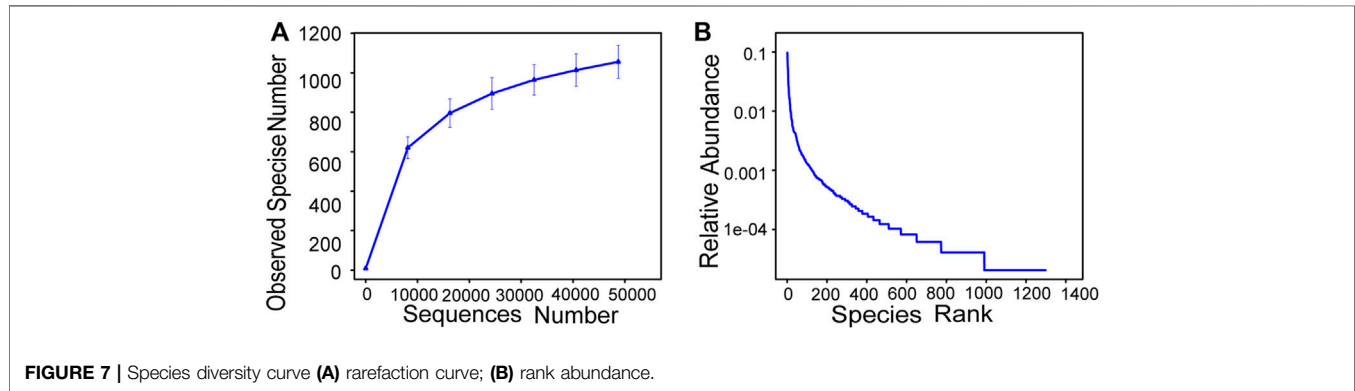 A
Observed Specise Number
1200
1000
800
600
400
200
0
0 10000 20000 30000 40000 50000
Sequences Number
B
Relative Abundance
0.1
0.01
0.001
1e-04
0 200 400 600 800 1000 1200 1400
Species Rank
FIGURE 7 | Species diversity curve (A) rarefaction curve; (B) rank abundance.